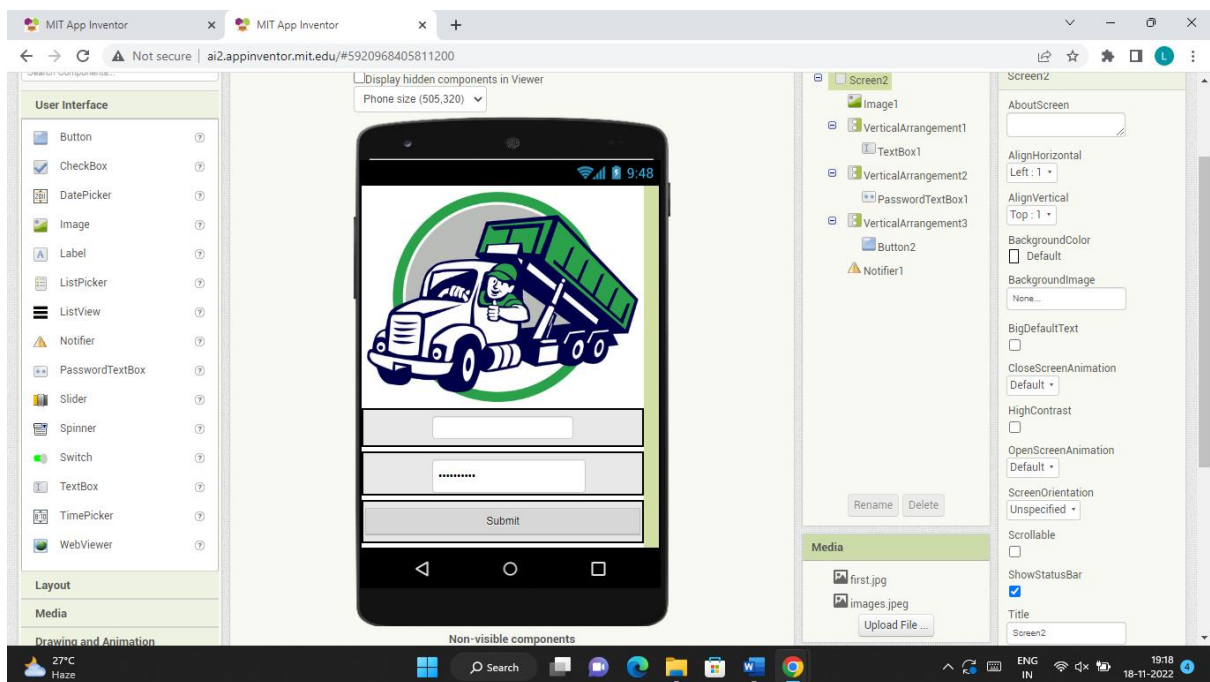 MIT App Inventor
MIT App Inventor
Not secure
ai2.appinventor.mit.edu/#5920968405811200
L
Search Components...
User Interface
Button
CheckBox
DatePicker
Image
Label
ListPicker
ListView
Notifier
PasswordTextBox
Slider
Spinner
Switch
TextBox
TimePicker
WebViewer
Layout
Media
Drawing and Animation
Display hidden components in Viewer
Phone size (505,320)
9:48
••••••••••
Submit
Non-visible components
Screen2
Image1
VerticalArrangement1
TextBox1
VerticalArrangement2
PasswordTextBox1
VerticalArrangement3
Button2
Notifier1
Rename Delete
Media
first.jpg
images.jpeg
Upload File ...
Screen2
AboutScreen
AlignHorizontal
Left : 1
AlignVertical
Top : 1
BackgroundColor
Default
BackgroundImage
None...
BigDefaultText
CloseScreenAnimation
Default
HighContrast
OpenScreenAnimation
Default
ScreenOrientation
Unspecified
Scrollable
ShowStatusBar
Title
Screen2
27°C
Haze
Search
ENG
IN
19:18
18-11-2022
4